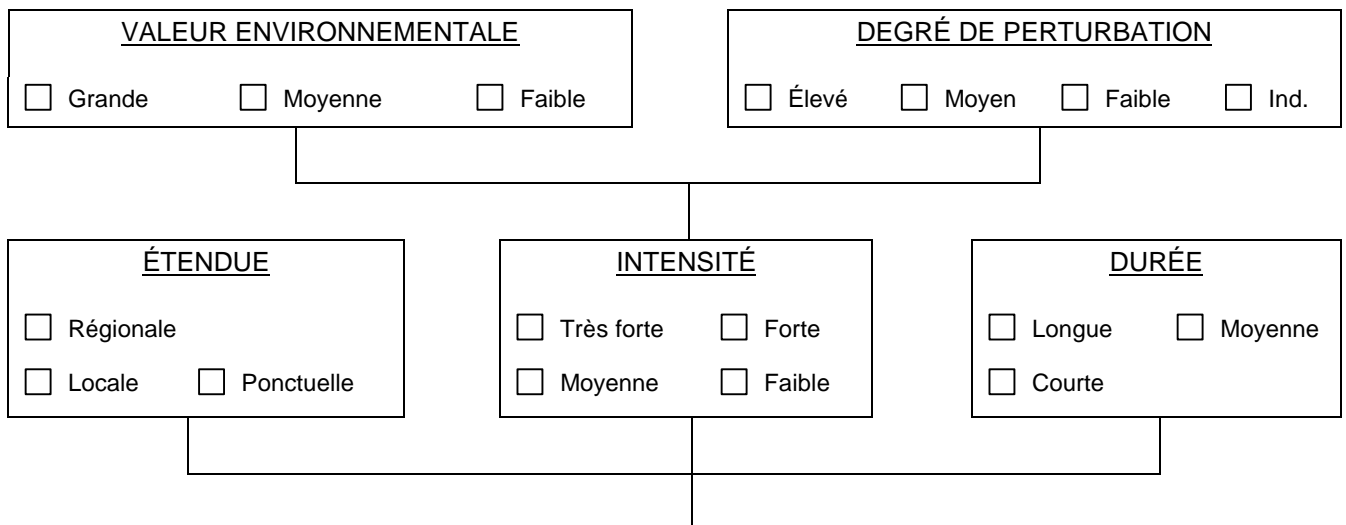 VALEUR ENVIRONNEMENTALE
Grande Moyenne Faible
DEGRÉ DE PERTURBATION
Élevé Moyen Faible Ind.
ÉTENDUE
Régionale
Locale Ponctuelle
INTENSITÉ
Très forte Forte
Moyenne Faible
DURÉE
Longue Moyenne
Courte